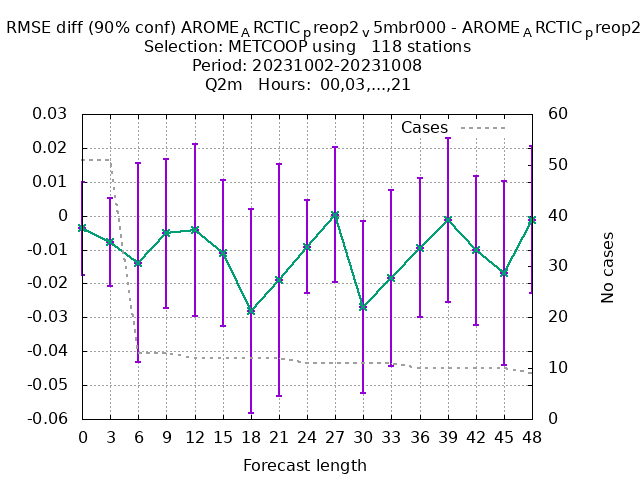 RMSE diff (90% conf) AROME_ARCTIC_preop2_v5mbr000 - AROME_ARCTIC_preop2
Selection: METCOOP using 118 stations
Period: 20231002-20231008
Q2m Hours: 00,03,...,21
Cases
0.03
0.02
0.01
0
-0.01
-0.02
-0.03
-0.04
-0.05
-0.06
60
50
40
30
20
10
0
No cases
0 3 6 9 12 15 18 21 24 27 30 33 36 39 42 45 48
Forecast length